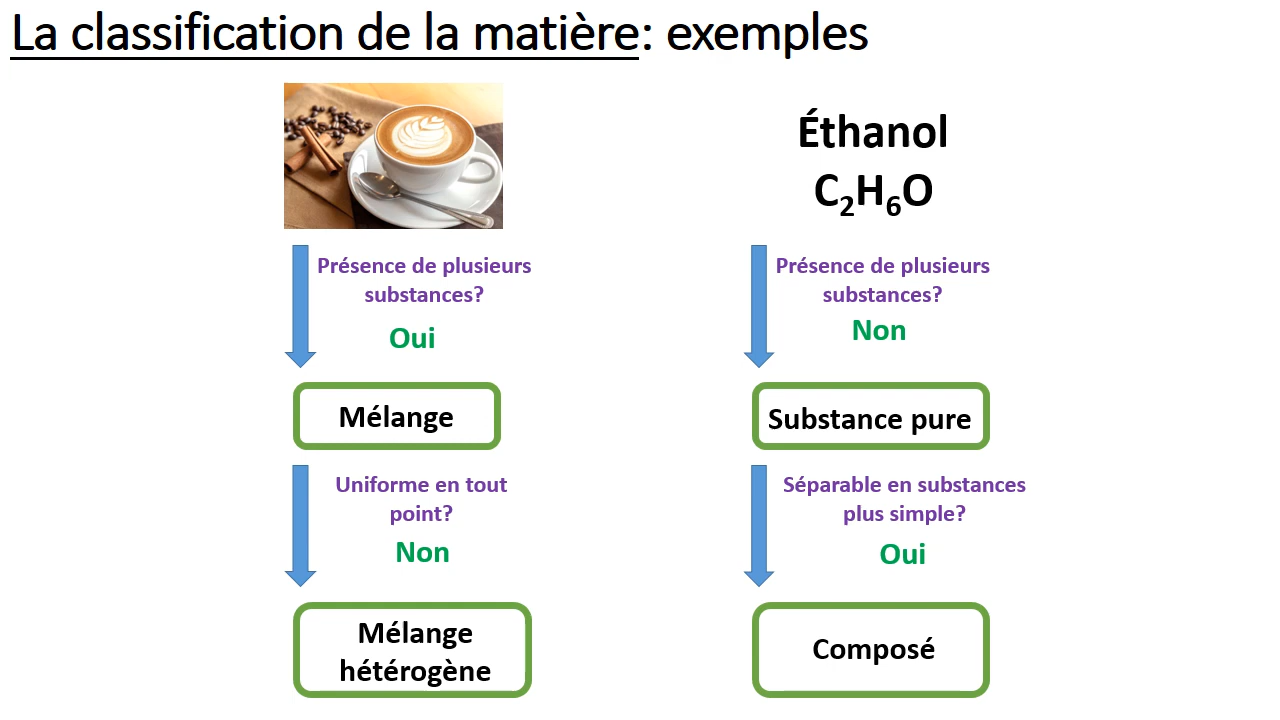 La classification de la matière: exemples
Éthanol
C₂H₆O
Présence de plusieurs
substances?
Oui
Mélange
Uniforme en tout
point?
Non
Mélange
hétérogène
Présence de plusieurs
substances?
Non
Substance pure
Séparable en substances
plus simple?
Oui
Composé